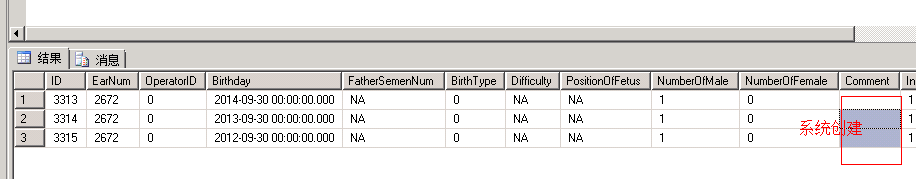 结果 消息
ID EarNum OperatorID Birthday FatherSemenNum BirthType Difficulty PositionOfFetus NumberOfMale NumberOfFemale Comment In
1 3313 2672 0 2014-09-30 00:00:00.000 NA 0 NA NA 1 0 1
2 3314 2672 0 2013-09-30 00:00:00.000 NA 0 NA NA 1 0 1
3 3315 2672 0 2012-09-30 00:00:00.000 NA 0 NA NA 1 0 1
系统创建